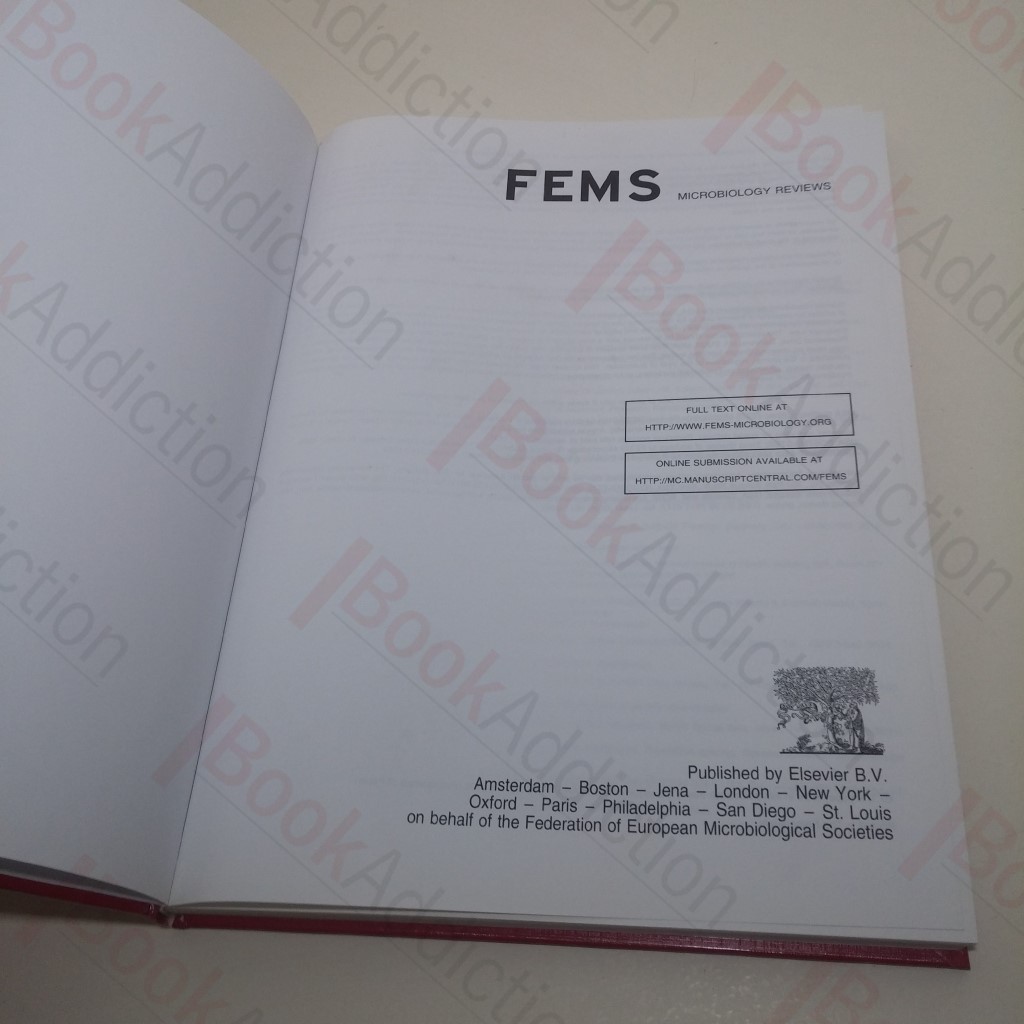 FEMS MICROBIOLOGY REVIEWS
FULL TEXT ONLINE AT
HTTP://WWW.FEMS-MICROBIOLOGY.ORG
ONLINE SUBMISSION AVAILABLE AT
HTTP://MC.MANUSCRIPTCENTRAL.COM/FEMS
Published by Elsevier B.V.
Amsterdam – Boston – Jena – London – New York –
Oxford – Paris – Philadelphia – San Diego – St. Louis
on behalf of the Federation of European Microbiological Societies
BookAddiction